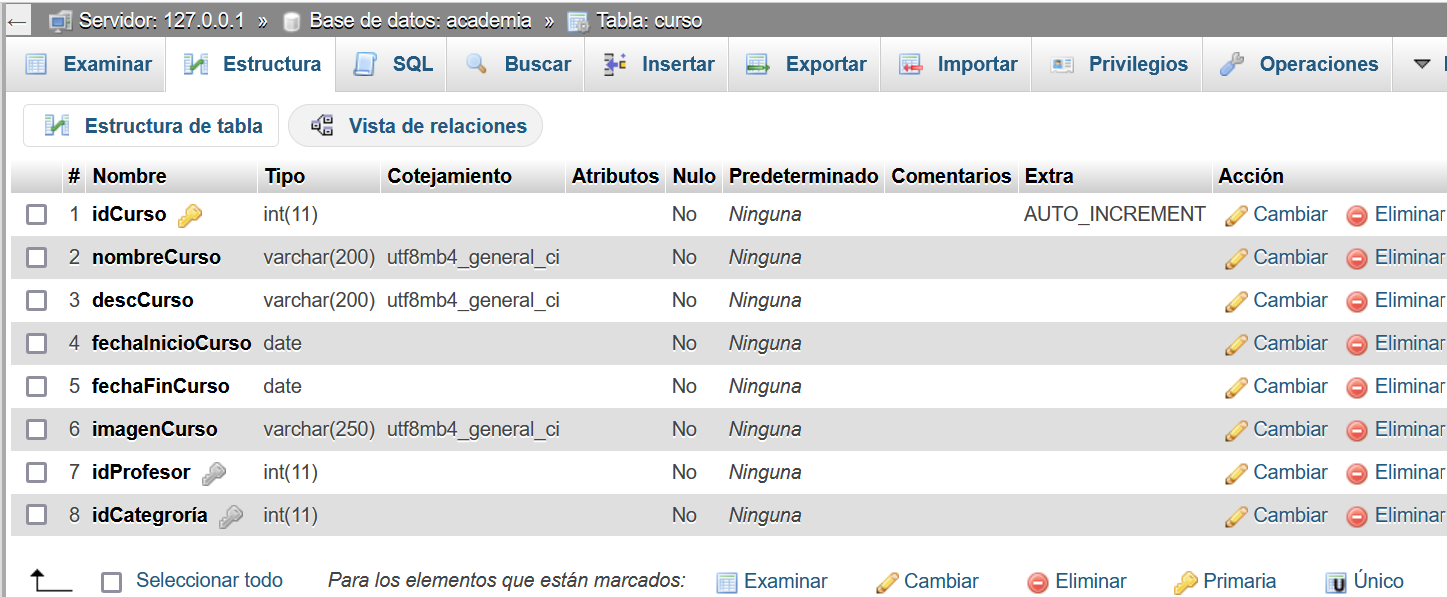 Servidor: 127.0.0.1 » Base de datos: academia » Tabla: curso
Examinar Estructura SQL Buscar Insertar Exportar Importar Privilegios Operaciones
Estructura de tabla Vista de relaciones
# Nombre Tipo Cotejamiento Atributos Nulo Predeterminado Comentarios Extra Acción
1 idCurso int(11) No Ninguna AUTO_INCREMENT Cambiar Eliminar
2 nombreCurso varchar(200) utf8mb4_general_ci No Ninguna Cambiar Eliminar
3 descCurso varchar(200) utf8mb4_general_ci No Ninguna Cambiar Eliminar
4 fechaInicioCurso date No Ninguna Cambiar Eliminar
5 fechaFinCurso date No Ninguna Cambiar Eliminar
6 imagenCurso varchar(250) utf8mb4_general_ci No Ninguna Cambiar Eliminar
7 idProfesor int(11) No Ninguna Cambiar Eliminar
8 idCategroría int(11) No Ninguna Cambiar Eliminar
Seleccionar todo Para los elementos que están marcados: Examinar Cambiar Eliminar Primaria Único